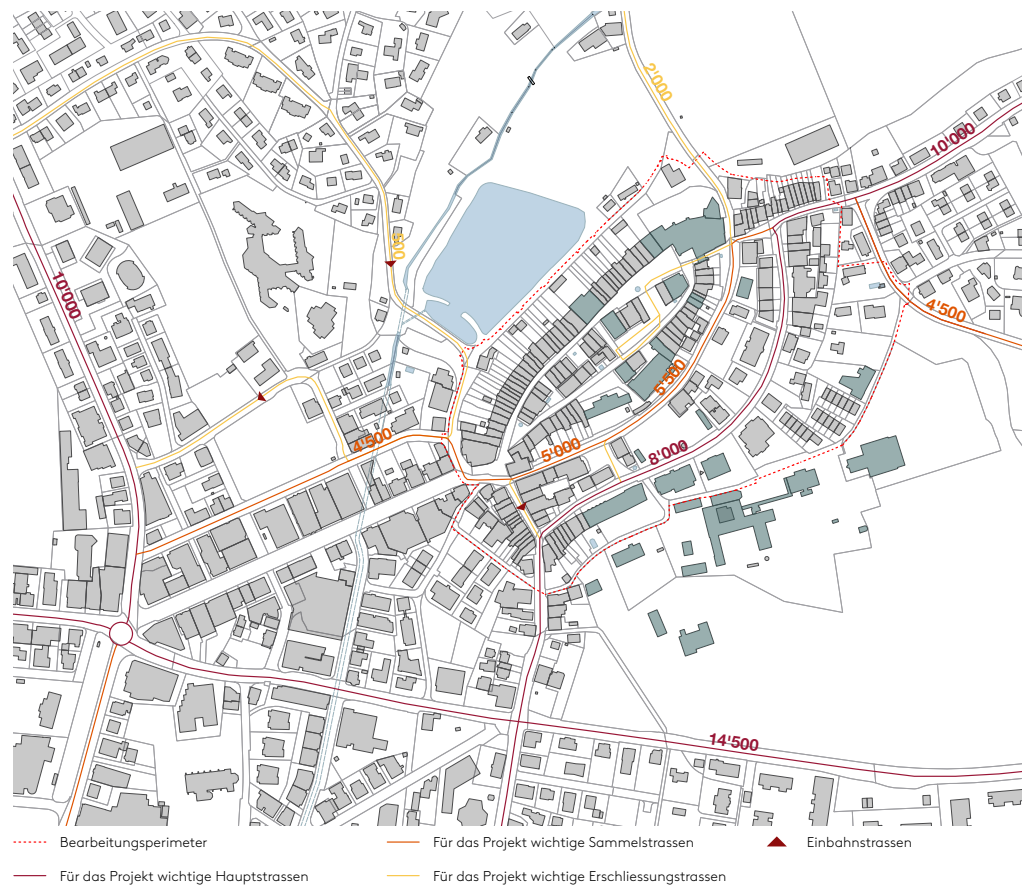 2'000
10'000
500
10'000
4'500
5'500
4'500
5'000
8'000
14'500
Bearbeitungsperimeter
Für das Projekt wichtige Sammelstrassen
Einbahnstrassen
Für das Projekt wichtige Hauptstrassen
Für das Projekt wichtige Erschliessungstrassen